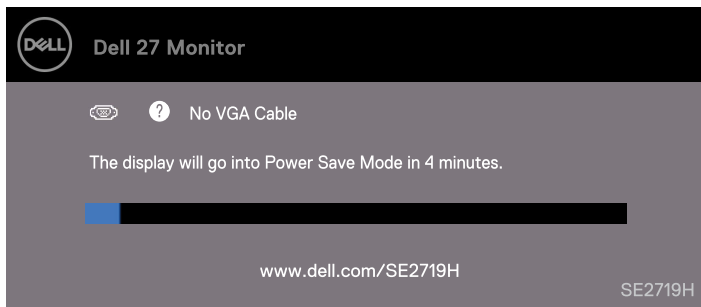 DELL
Dell 27 Monitor
? No VGA Cable
The display will go into Power Save Mode in 4 minutes.
www.dell.com/SE2719H
SE2719H